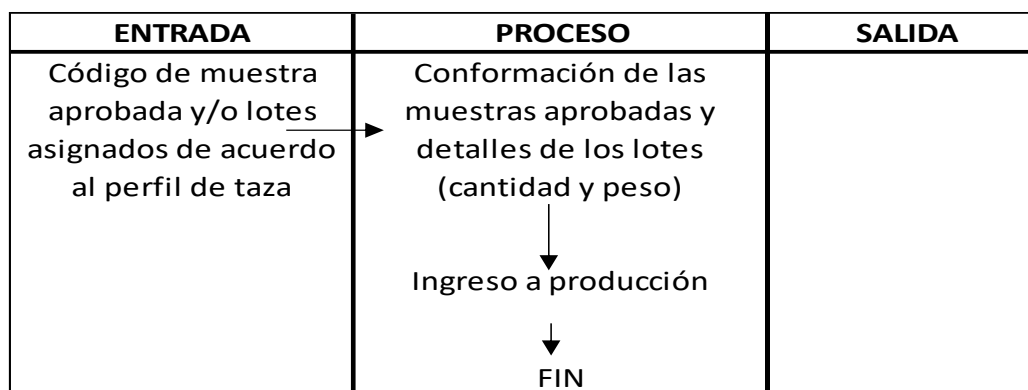 ENTRADA
PROCESO
SALIDA
Código de muestra
aprobada y/o lotes
asignados de acuerdo
al perfil de taza
Conformación de las
muestras aprobadas y
detalles de los lotes
(cantidad y peso)
Ingreso a producción
FIN